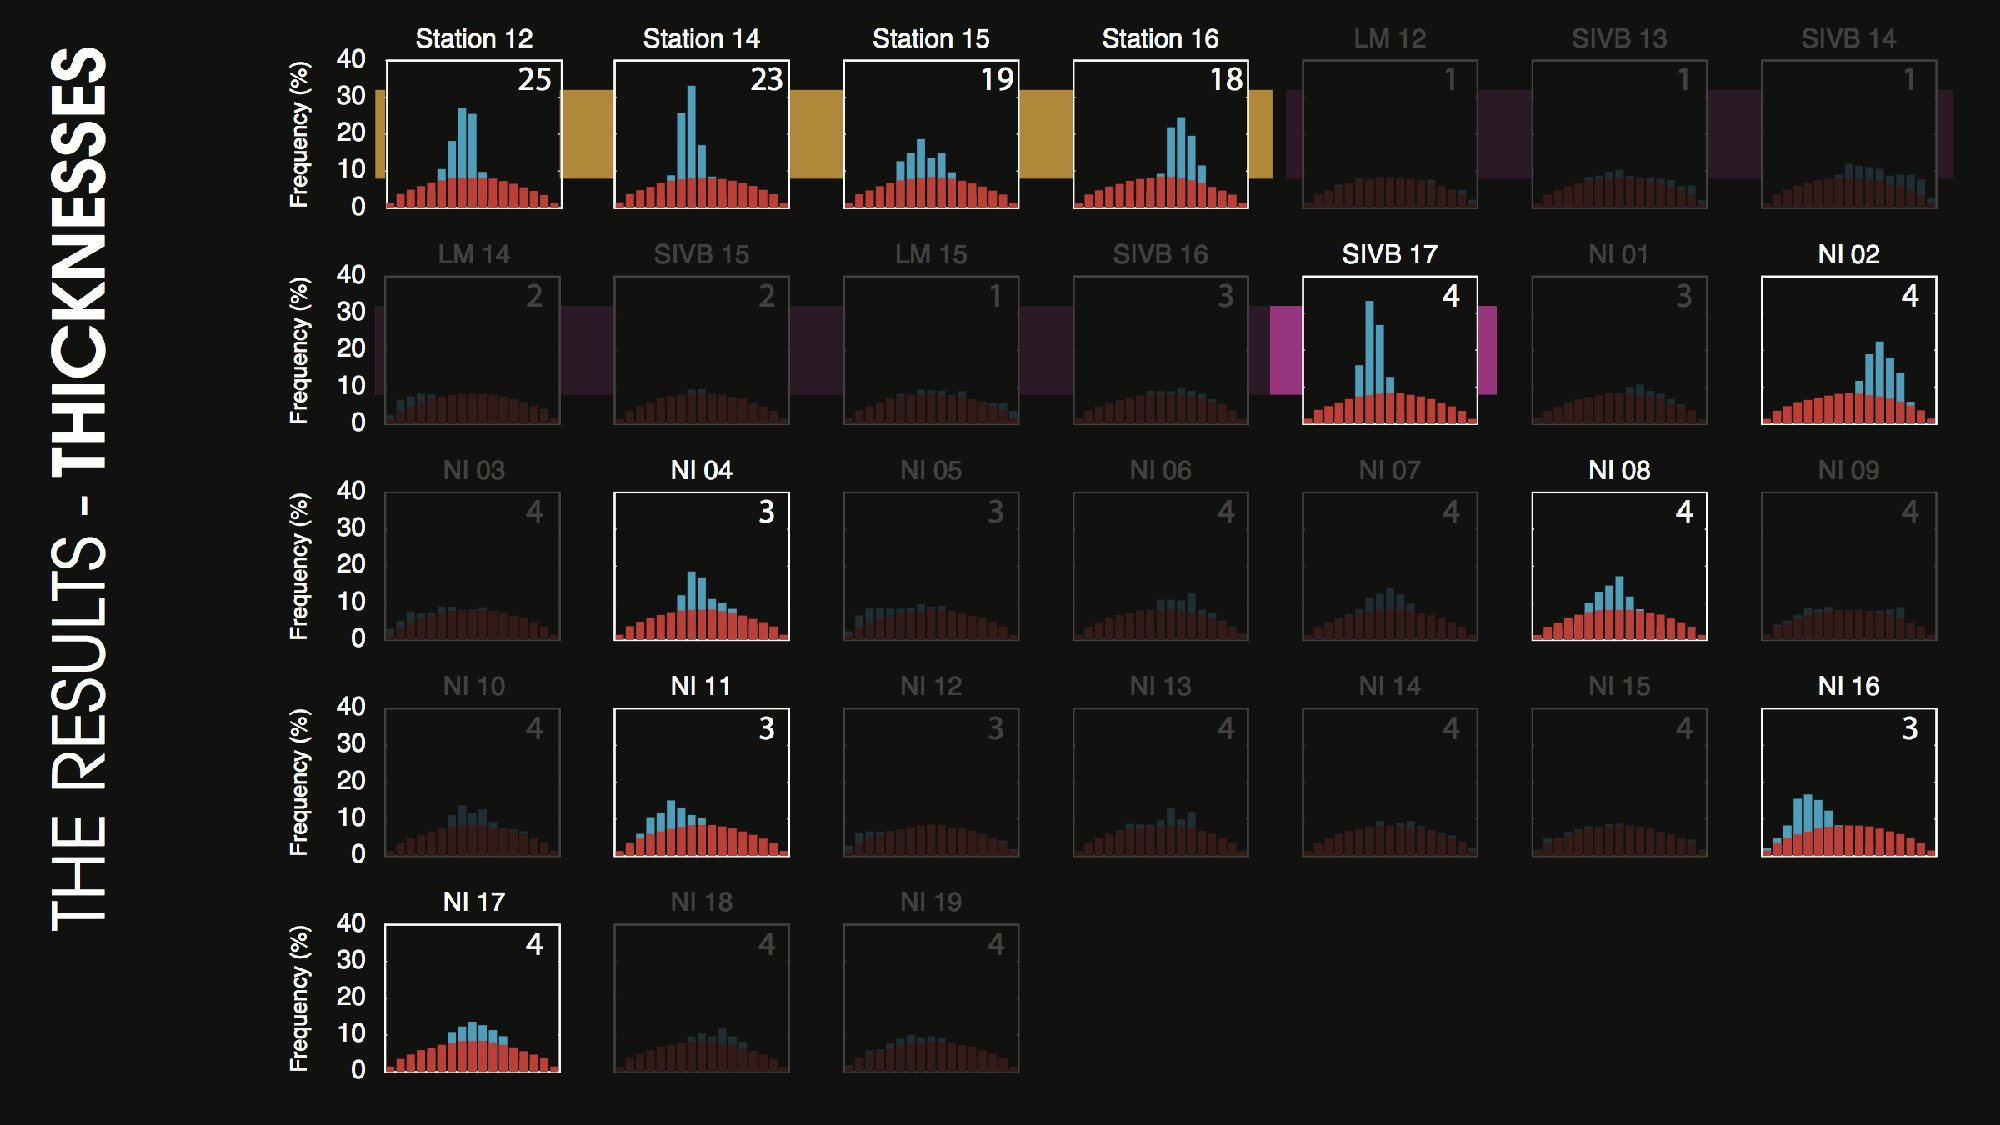 THE RESULTS - THICKNESSES
Station 12 Station 14 Station 15 Station 16 LM 12 SIVB 13 SIVB 14
Frequency (%)
40
30
20
10
0
25 23 19 18 1 1 1
LM 14 SIVB 15 LM 15 SIVB 16 SIVB 17 NI 01 NI 02
Frequency (%)
40
30
20
10
0
2 2 1 3 4 3 4
NI 03 NI 04 NI 05 NI 06 NI 07 NI 08 NI 09
Frequency (%)
40
30
20
10
0
4 3 3 4 4 4 4
NI 10 NI 11 NI 12 NI 13 NI 14 NI 15 NI 16
Frequency (%)
40
30
20
10
0
4 3 3 4 4 4 3
NI 17 NI 18 NI 19
Frequency (%)
40
30
20
10
0
4 4 4